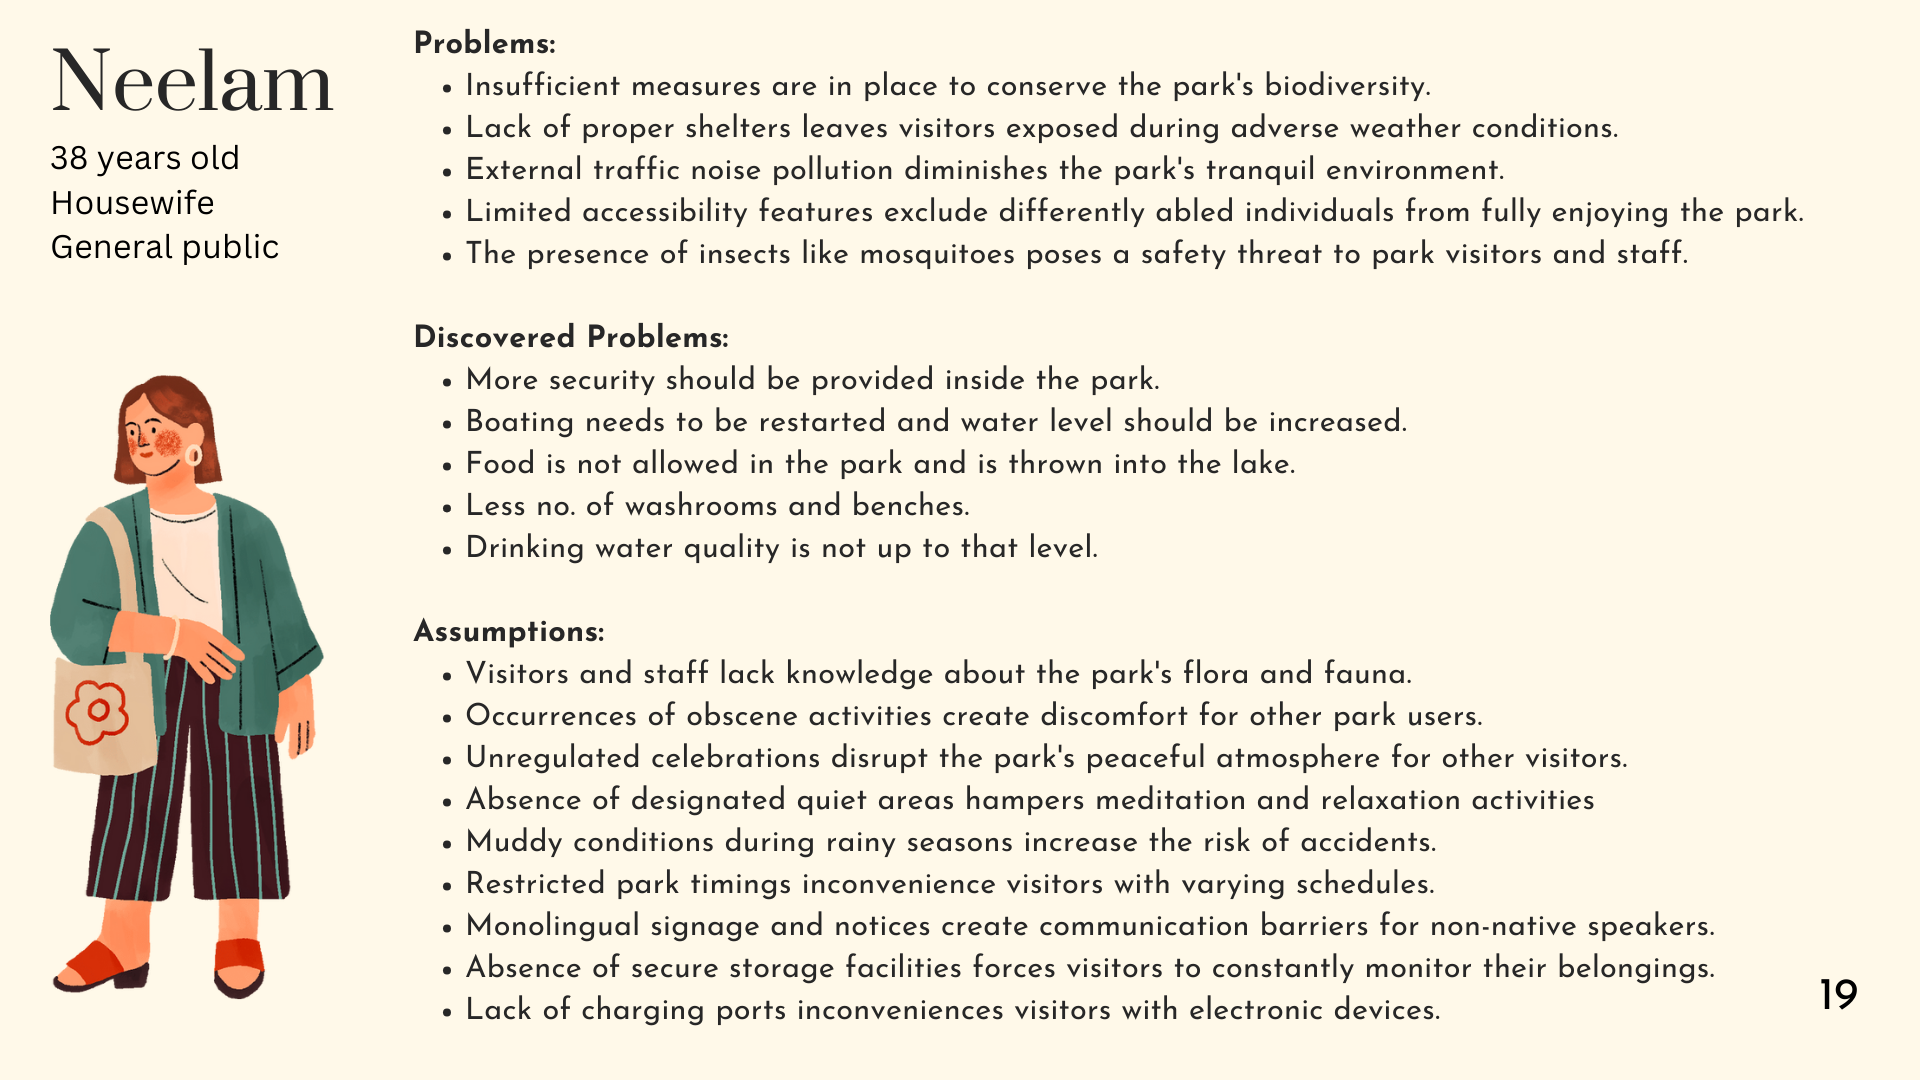 Neelam
38 years old
Housewife
General public
Problems:
• Insufficient measures are in place to conserve the park's biodiversity.
• Lack of proper shelters leaves visitors exposed during adverse weather conditions.
• External traffic noise pollution diminishes the park's tranquil environment.
• Limited accessibility features exclude differently abled individuals from fully enjoying the park.
• The presence of insects like mosquitoes poses a safety threat to park visitors and staff.
Discovered Problems:
• More security should be provided inside the park.
• Boating needs to be restarted and water level should be increased.
• Food is not allowed in the park and is thrown into the lake.
• Less no. of washrooms and benches.
• Drinking water quality is not up to that level.
Assumptions:
• Visitors and staff lack knowledge about the park's flora and fauna.
• Occurrences of obscene activities create discomfort for other park users.
• Unregulated celebrations disrupt the park's peaceful atmosphere for other visitors.
• Absence of designated quiet areas hampers meditation and relaxation activities
• Muddy conditions during rainy seasons increase the risk of accidents.
• Restricted park timings inconvenience visitors with varying schedules.
• Monolingual signage and notices create communication barriers for non-native speakers.
• Absence of secure storage facilities forces visitors to constantly monitor their belongings.
• Lack of charging ports inconveniences visitors with electronic devices.
19